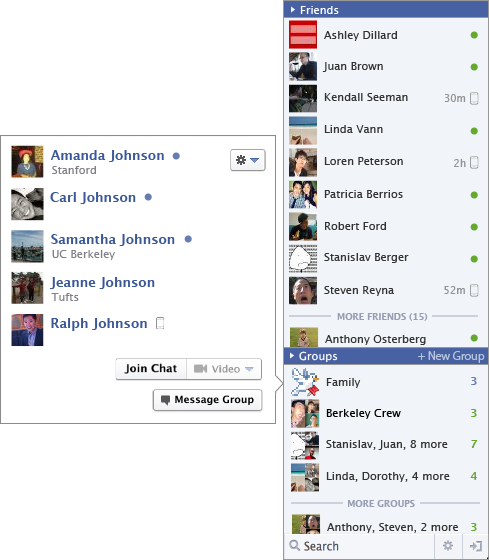 Amanda Johnson
Stanford
Carl Johnson
Samantha Johnson
UC Berkeley
Jeanne Johnson
Tufts
Ralph Johnson
Join Chat
Video
Message Group
Friends
Ashley Dillard
Juan Brown
Kendall Seeman 30m
Linda Vann
Loren Peterson 2h
Patricia Berrios
Robert Ford
Stanislav Berger
Steven Reyna 52m
MORE FRIENDS (15)
Anthony Osterberg
Groups + New Group
Family 3
Berkeley Crew 3
Stanislav, Juan, 8 more 7
Linda, Dorothy, 4 more 4
MORE GROUPS
Anthony, Steven, 2 more 3
Search